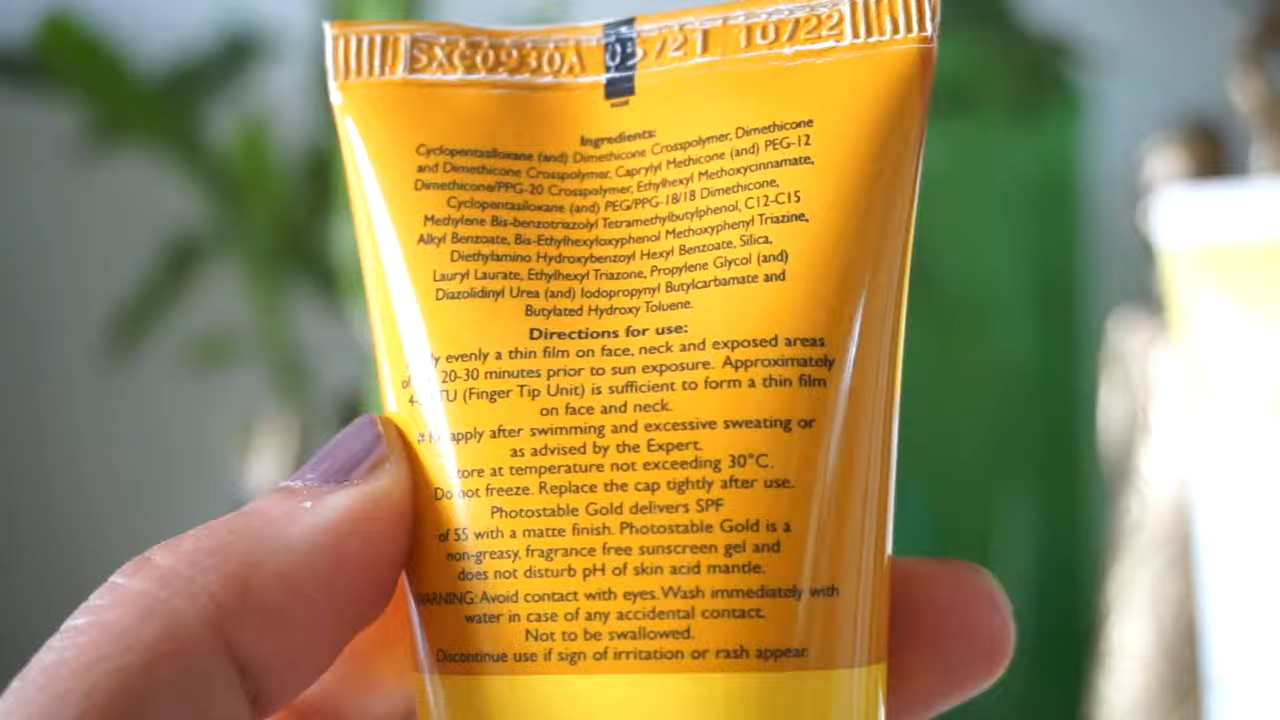 SXC0930A 05/21 10/22
Ingredients:
Cyclopentasiloxane (and) Dimethicone Crosspolymer, Dimethicone
and Dimethicone Crosspolymer, Caprylyl Methicone (and) PEG-12
Dimethicone/PPG-20 Crosspolymer, Ethylhexyl Methoxycinnamate,
Cyclopentasiloxane (and) PEG/PPG-18/18 Dimethicone,
Methylene Bis-benzotriazolyl Tetramethylbutylphenol, C12-C15
Alkyl Benzoate, Bis-Ethylhexyloxyphenol Methoxyphenyl Triazine,
Diethylamino Hydroxybenzoyl Hexyl Benzoate, Silica,
Lauryl Laurate, Ethylhexyl Triazone, Propylene Glycol (and)
Diazolidinyl Urea (and) Iodopropynyl Butylcarbamate and
Butylated Hydroxy Toluene.
Directions for use:
evenly a thin film on face, neck and exposed areas
20-30 minutes prior to sun exposure. Approximately
(Finger Tip Unit) is sufficient to form a thin film
on face and neck.
apply after swimming and excessive sweating or
as advised by the Expert.
Store at temperature not exceeding 30°C.
Do not freeze. Replace the cap tightly after use.
Photostable Gold delivers SPF
of 55 with a matte finish. Photostable Gold is a
non-greasy, fragrance free sunscreen gel and
does not disturb pH of skin acid mantle.
WARNING: Avoid contact with eyes. Wash immediately with
water in case of any accidental contact.
Not to be swallowed.
Discontinue use if sign of irritation or rash appear.